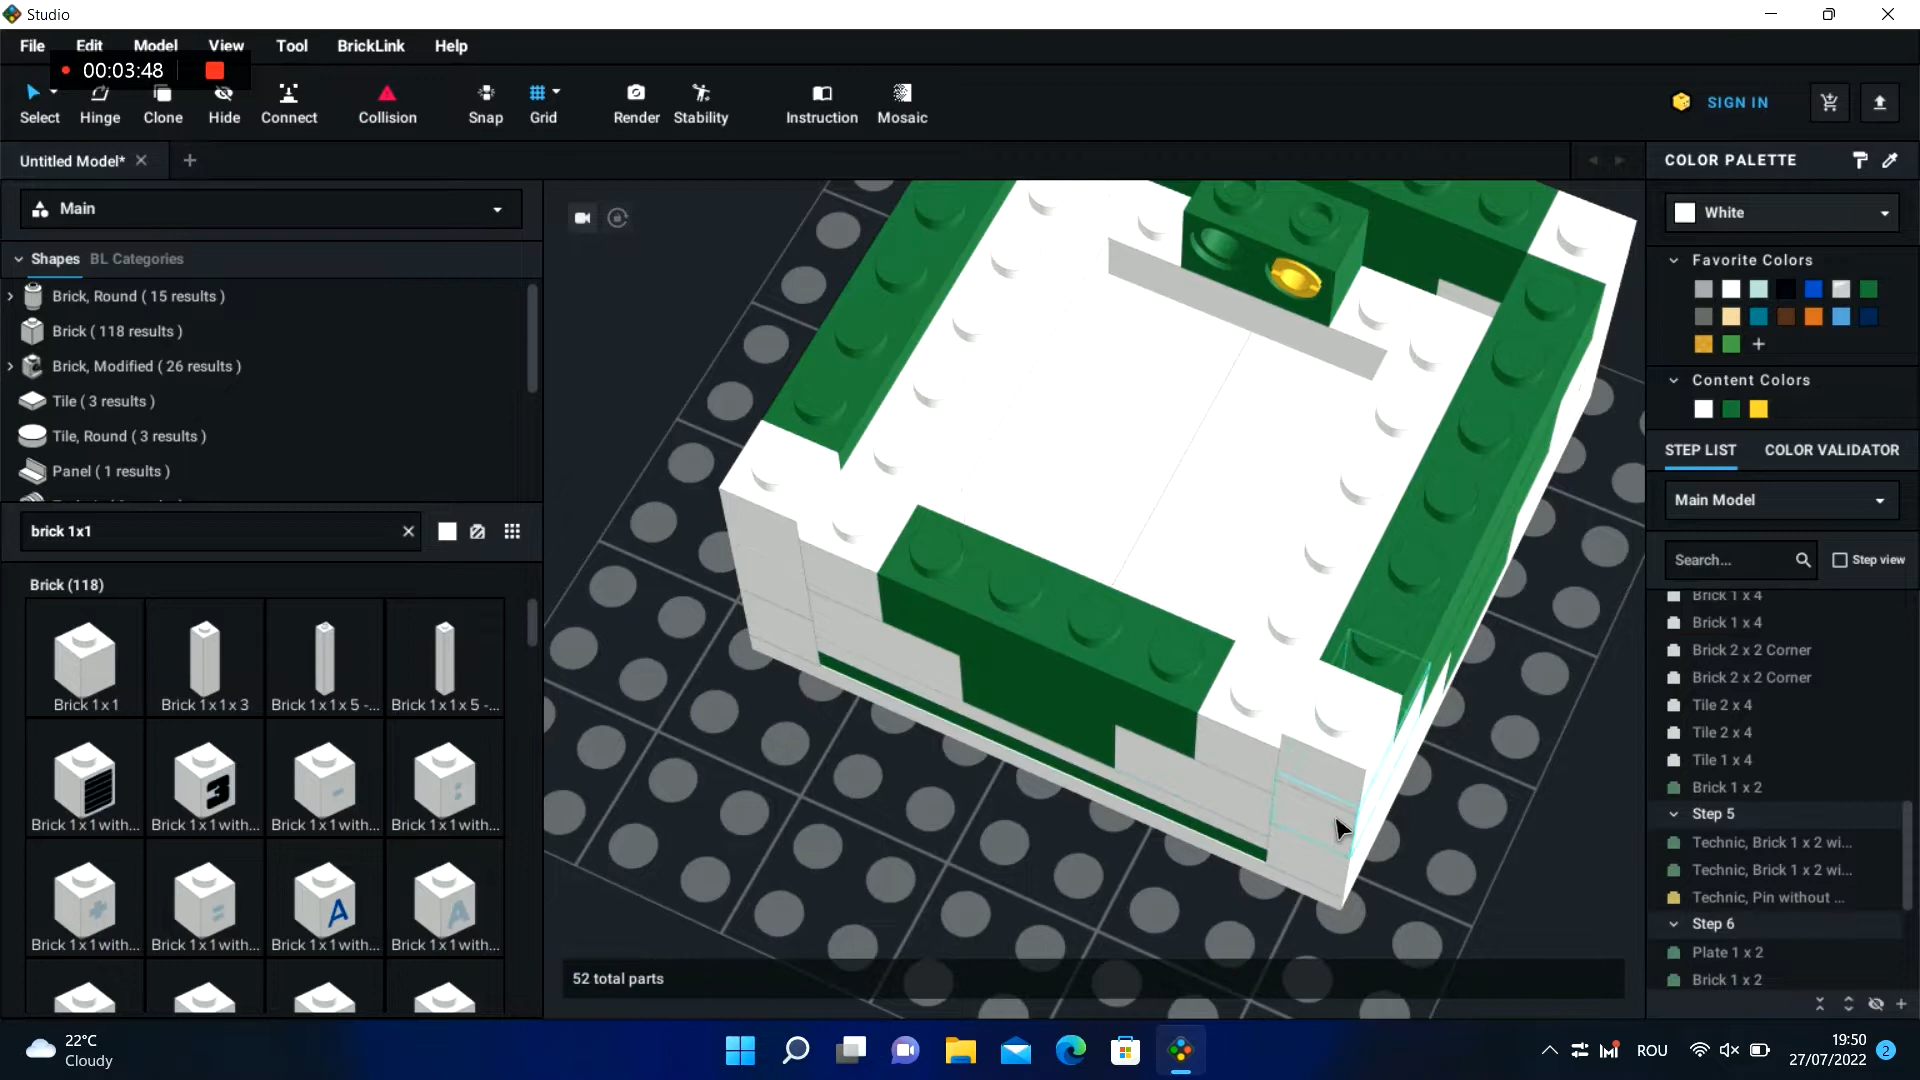 Studio
File Edit Model View Tool BrickLink Help
00:03:48
Select Hinge Clone Hide Connect Collision Snap Grid Render Stability Instruction Mosaic
SIGN IN
Untitled Model*
COLOR PALETTE
Main
White
Shapes BL Categories
Favorite Colors
Brick, Round ( 15 results )
Brick ( 118 results )
Brick, Modified ( 26 results )
Tile ( 3 results )
Tile, Round ( 3 results )
Panel ( 1 results )
Content Colors
STEP LIST COLOR VALIDATOR
Main Model
brick 1x1
Search...
Step view
Brick (118)
Brick 1 x 1
Brick 1 x 1 x 3
Brick 1 x 1 x 5 -...
Brick 1 x 1 x 5 -...
Brick 1 x 1 with...
Brick 1 x 1 with...
Brick 1 x 1 with...
Brick 1 x 1 with...
3
Brick 1 x 1 with...
Brick 1 x 1 with...
Brick 1 x 1 with...
Brick 1 x 1 with...
A
A
Brick 1 x 4
Brick 1 x 4
Brick 2 x 2 Corner
Brick 2 x 2 Corner
Tile 2 x 4
Tile 2 x 4
Tile 1 x 4
Brick 1 x 2
Step 5
Technic, Brick 1 x 2 wi...
Technic, Brick 1 x 2 wi...
Technic, Pin without ...
Step 6
Plate 1 x 2
Brick 1 x 2
52 total parts
22°C
Cloudy
ROU
19:50
27/07/2022
2